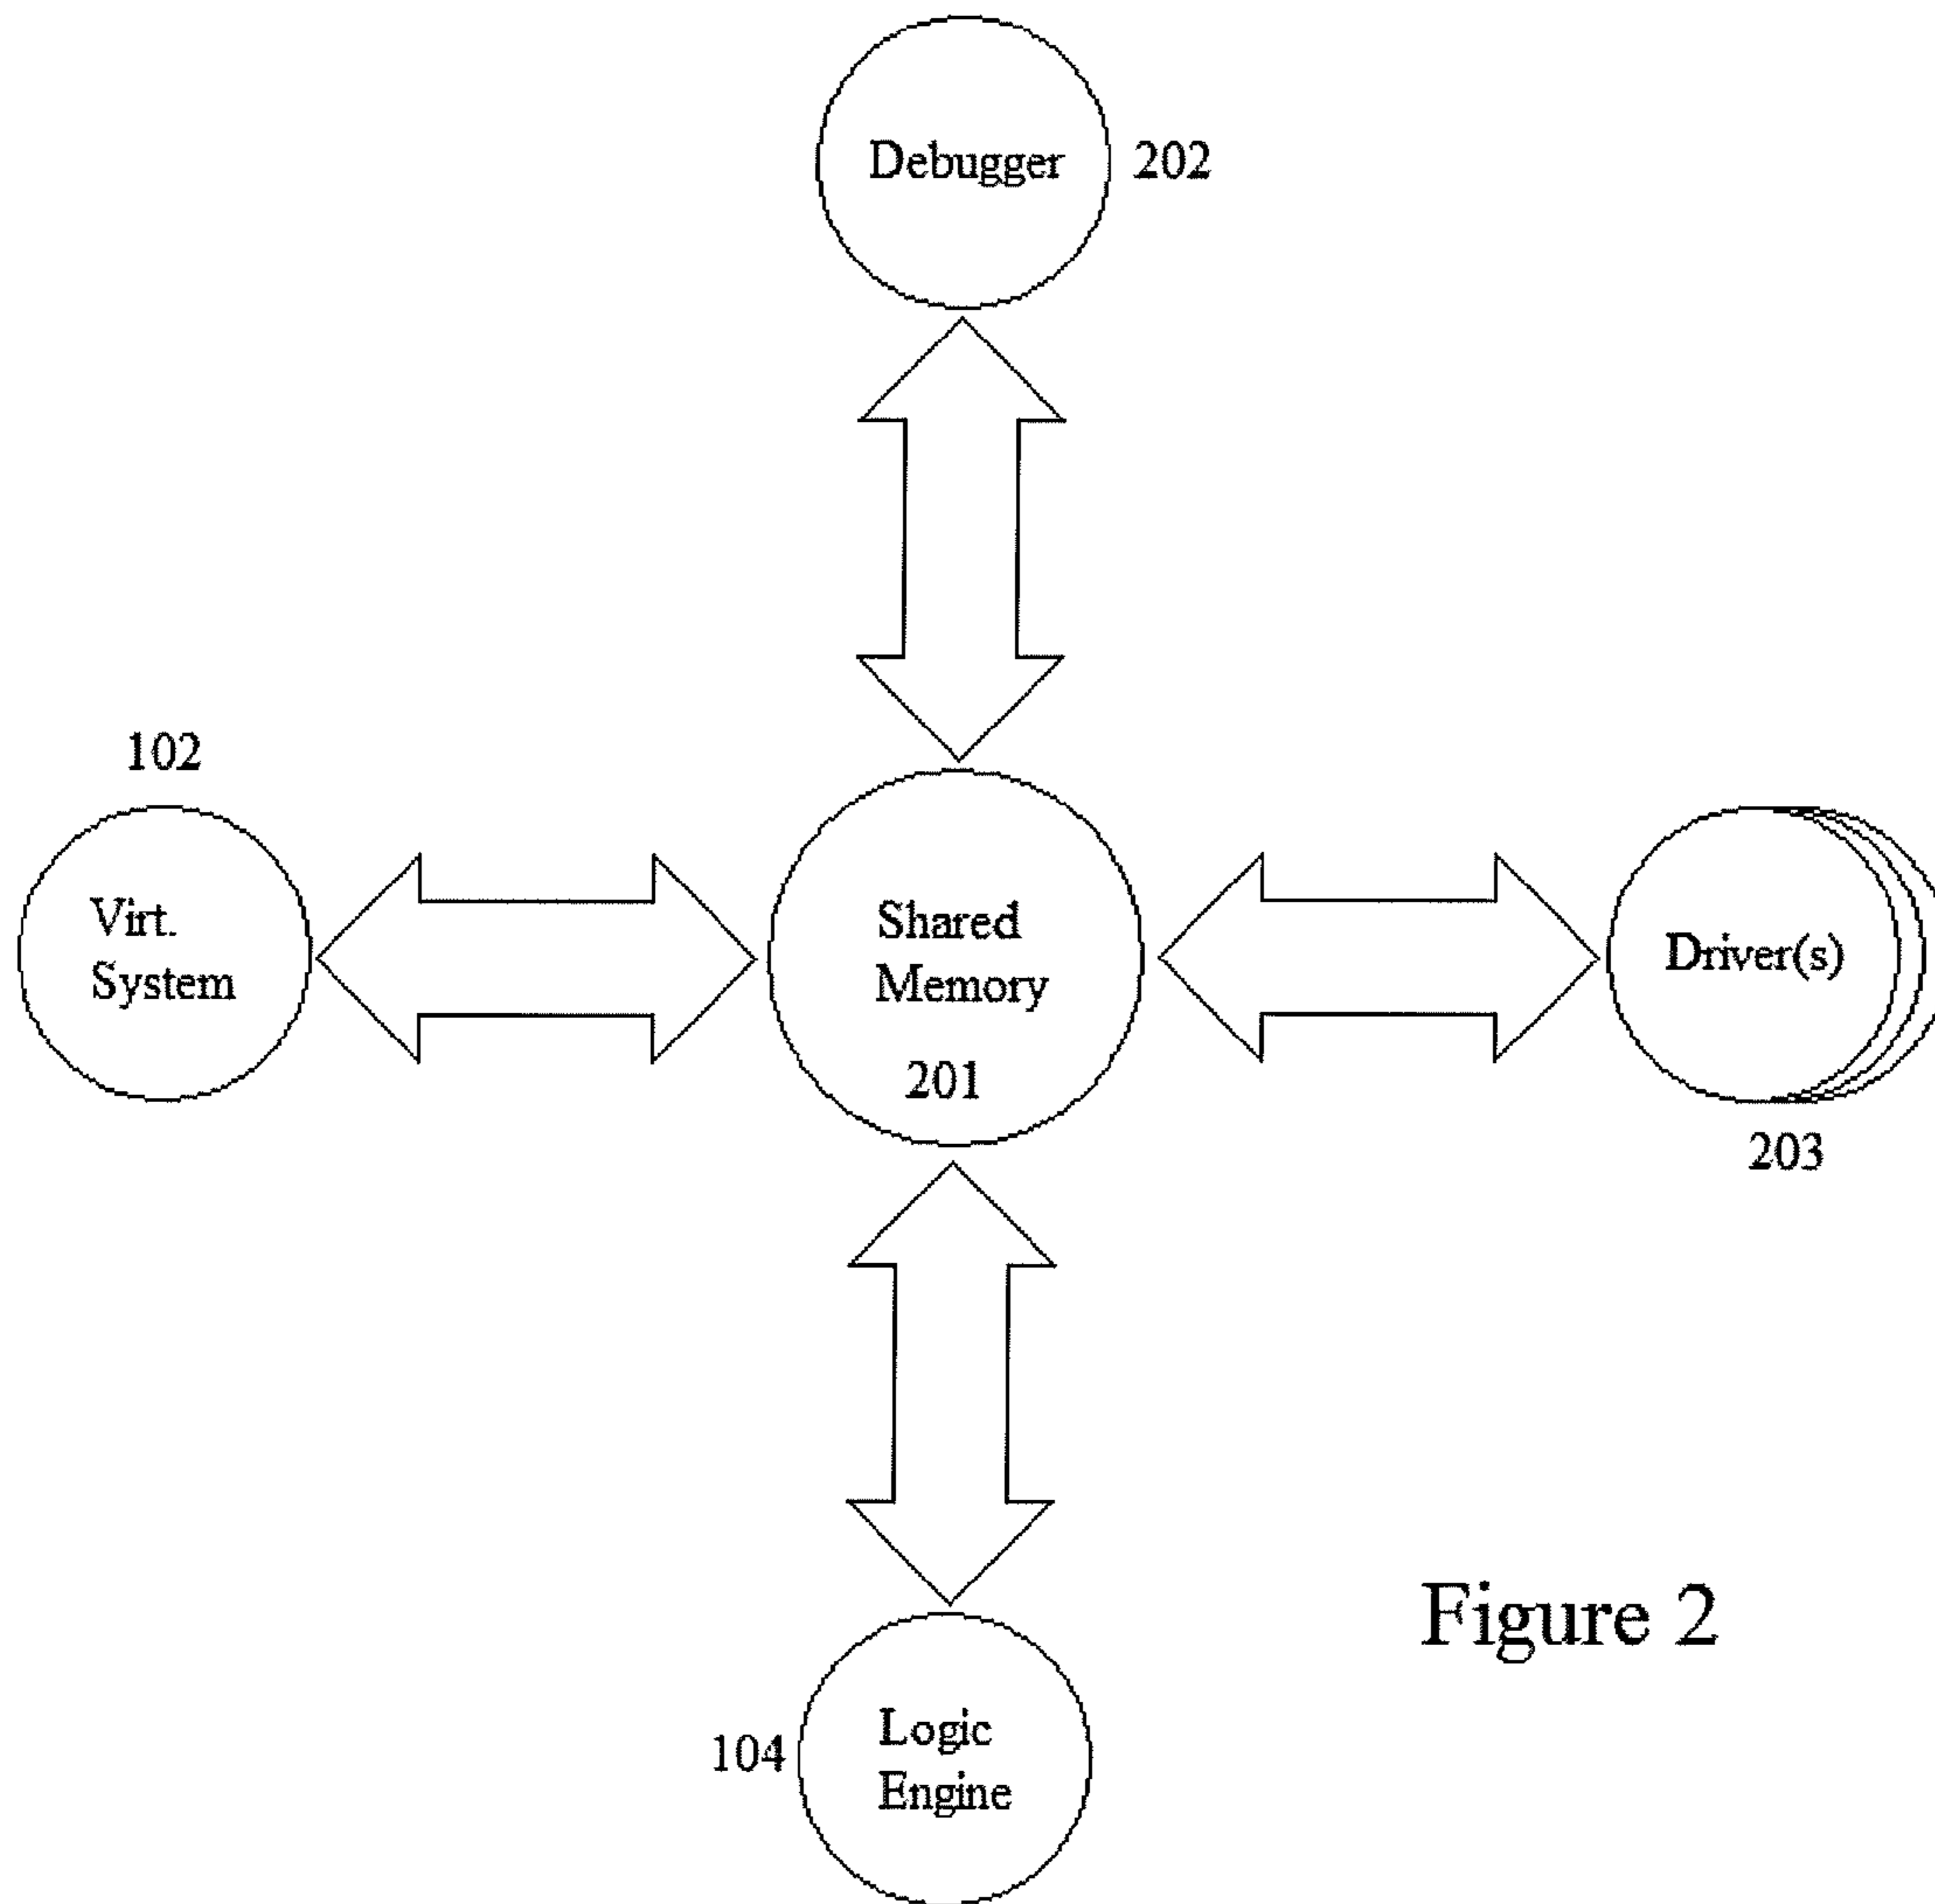 Debugger
202
102
Virt.
System
Shared
Memory
201
Driver(s)
203
104
Logic
Engine
Figure 2